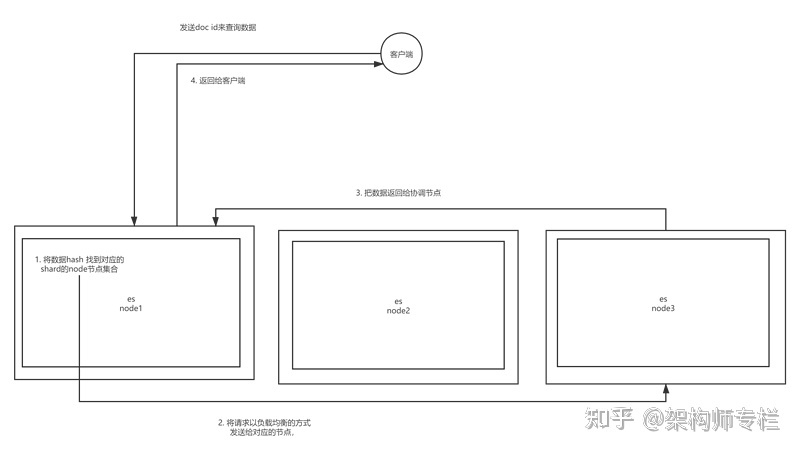 发送doc id来查询数据
客户端
4. 返回给客户端
3. 把数据返回给协调节点
1. 将数据hash 找到对应的
shard的node节点集合
es
node1
es
node2
es
node3
2. 将请求以负载均衡的方式
发送给对应的节点。
知乎 @架构师专栏